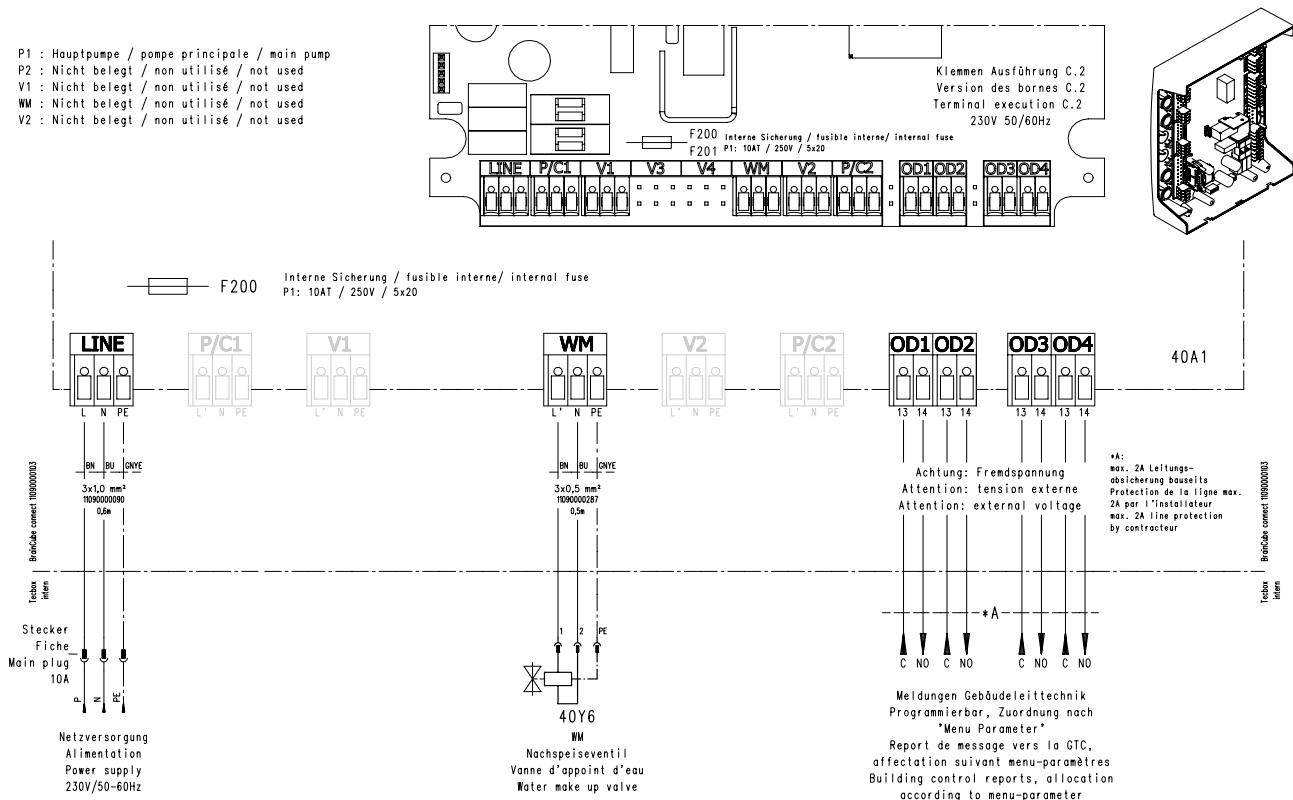 P1 : Hauptpumpe / pompe principale / main pump
P2 : Nicht belegt / non utilisé / not used
V1 : Nicht belegt / non utilisé / not used
WM : Nicht belegt / non utilisé / not used
V2 : Nicht belegt / non utilisé / not used
Klemmen Ausführung C.2
Version des bornes C.2
Terminal execution C.2
230V 50/60Hz
F200
F201
Interne Sicherung / fusible interne/ internal fuse
P1: 10AT / 250V / 5x20
LINE P/C1 V1 V3 V4 WM V2 P/C2 OD1 OD2 OD3 OD4
F200
Interne Sicherung / fusible interne/ internal fuse
P1: 10AT / 250V / 5x20
LINE P/C1 V1 WM V2 P/C2 OD1 OD2 OD3 OD4
40A1
L N PE L' N PE L' N PE L' N PE L' N PE L' N PE 13 14 13 14 13 14 13 14
BN BU GNYE
3x1,0 mm²
11090000090
0,6m
BN BU GNYE
3x0,5 mm²
11090000287
0,5m
Achtung: Fremdspannung
Attention: tension externe
Attention: external voltage
*A:
max. 2A Leitungs-
absicherung bauseits
Protection de la ligne max.
2A par l'installateur
max. 2A line protection
by contracteur
BrainCube connect 11090000103
Tecbox
intern
BrainCube connect 11090000103
Tecbox
intern
Stecker
Fiche
Main plug
10A
P N PE
Netzversorgung
Alimentation
Power supply
230V/50-60Hz
1 2 PE
40Y6
WM
Nachspeiseventil
Vanne d'appoint d'eau
Water make up valve
*A
C NO C NO C NO C NO
Meldungen Gebäudeleittechnik
Programmierbar, Zuordnung nach
"Menu Parameter"
Report de message vers la GTC,
affectation suivant menu-paramètres
Building control reports, allocation
according to menu-parameter